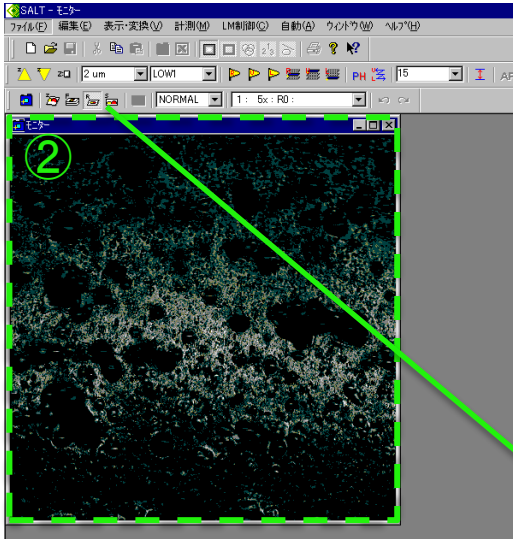 SALT - ﾓﾆﾀｰ
ﾌｧｲﾙ(F) 編集(E) 表示・変換(V) 計測(M) LM制御(C) 自動(A) ｳｨﾝﾄﾞｳ(W) ﾍﾙﾌﾟ(H)
2 um LOW1 PH 15 AF
NORMAL 1: 5x: R0:
ﾓﾆﾀｰ
②